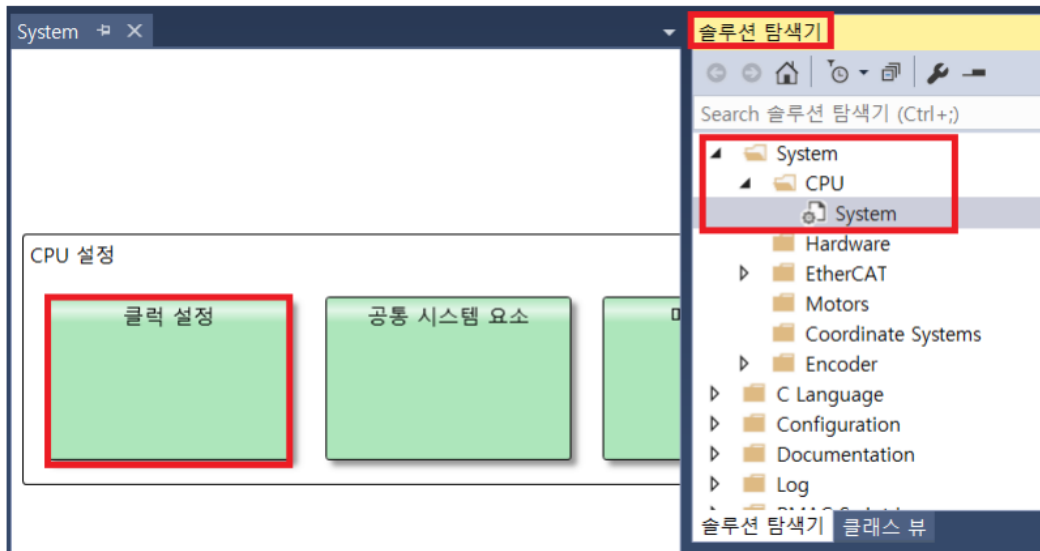 System
CPU 설정
클럭 설정
공통 시스템 요소
솔루션 탐색기
Search 솔루션 탐색기 (Ctrl+;)
System
CPU
System
Hardware
EtherCAT
Motors
Coordinate Systems
Encoder
C Language
Configuration
Documentation
Log
솔루션 탐색기 클래스 뷰